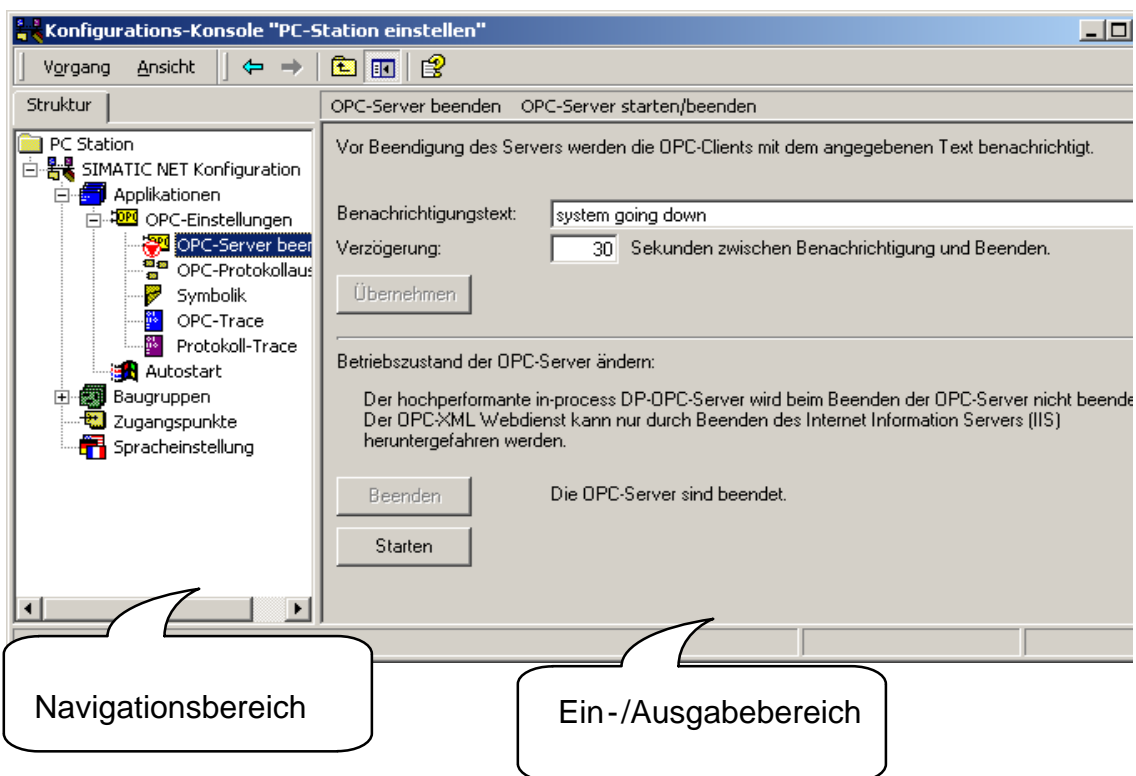 Konfigurations-Konsole "PC-Station einstellen"
Vorgang Ansicht
Struktur
OPC-Server beenden OPC-Server starten/beenden
PC Station
SIMATIC NET Konfiguration
Applikationen
OPC-Einstellungen
OPC-Server beer
OPC-Protokollaus
Symbolik
OPC-Trace
Protokoll-Trace
Autostart
Baugruppen
Zugangspunkte
Spracheinstellung
Vor Beendigung des Servers werden die OPC-Clients mit dem angegebenen Text benachrichtigt.
Benachrichtigungstext: system going down
Verzögerung: 30 Sekunden zwischen Benachrichtigung und Beenden.
Übernehmen
Betriebszustand der OPC-Server ändern:
Der hochperformante in-process DP-OPC-Server wird beim Beenden der OPC-Server nicht beende
Der OPC-XML Webdienst kann nur durch Beenden des Internet Information Servers (IIS)
heruntergefahren werden.
Beenden Die OPC-Server sind beendet.
Starten
Navigationsbereich
Ein-/Ausgabebereich